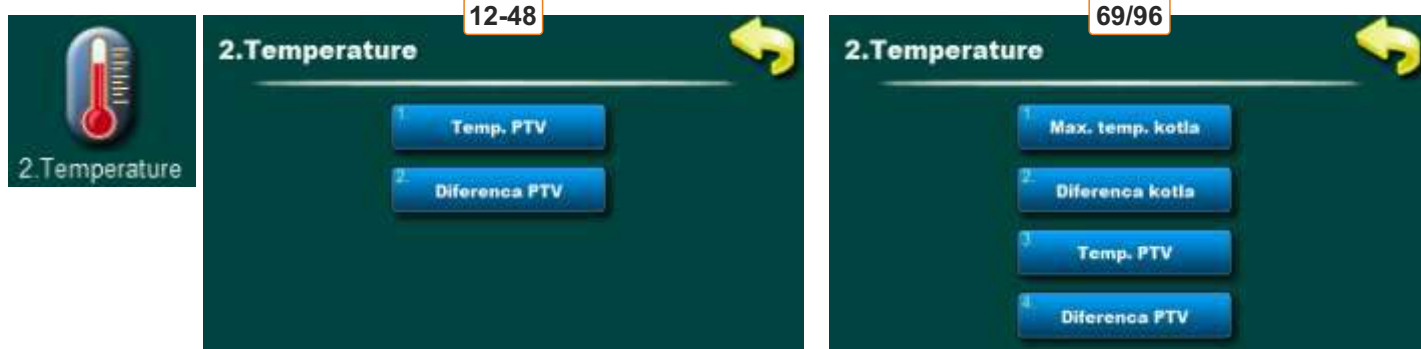 2.Temperature
12-48
2.Temperature
1. Temp. PTV
2. Diferenca PTV
69/96
2.Temperature
1. Max. temp. kotla
2. Diferenca kotla
3. Temp. PTV
4. Diferenca PTV